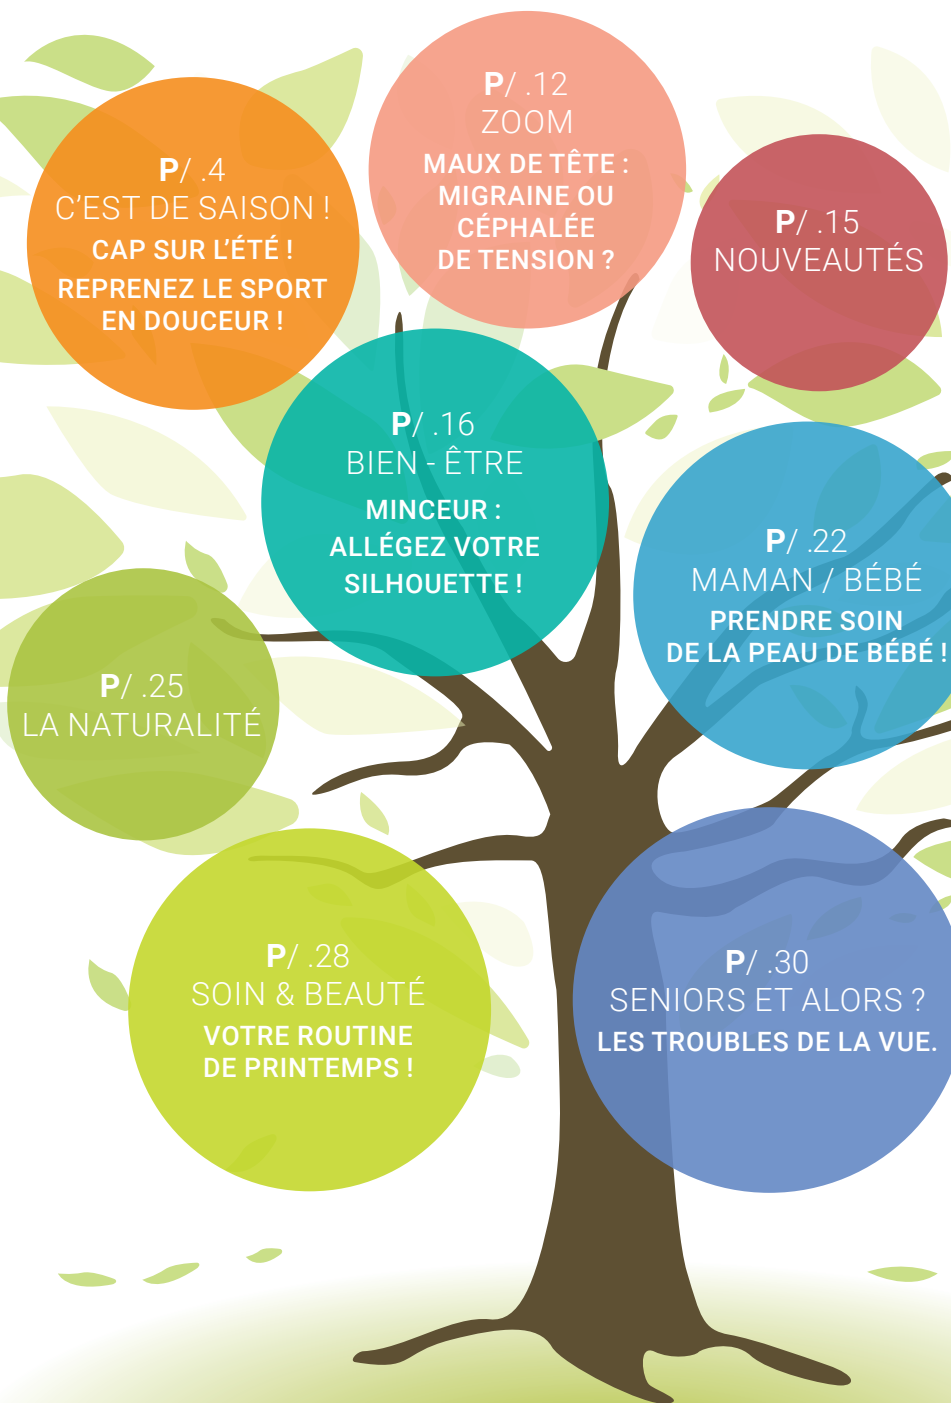 P/ .4
C'EST DE SAISON !
CAP SUR L'ÉTÉ !
REPRENEZ LE SPORT
EN DOUCEUR !
P/ .12
ZOOM
MAUX DE TÊTE :
MIGRAINE OU
CÉPHALÉE
DE TENSION ?
P/ .15
NOUVEAUTÉS
P/ .16
BIEN - ÊTRE
MINCEUR :
ALLÉGEZ VOTRE
SILHOUETTE !
P/ .22
MAMAN / BÉBÉ
PRENDRE SOIN
DE LA PEAU DE BÉBÉ !
P/ .25
LA NATURALITÉ
P/ .28
SOIN & BEAUTÉ
VOTRE ROUTINE
DE PRINTEMPS !
P/ .30
SENIORS ET ALORS ?
LES TROUBLES DE LA VUE.